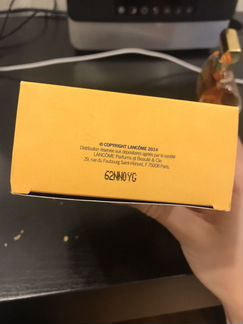 © COPYRIGHT LANCÔME 2014
Distribution réservée aux dépositaires agréés par la société
LANCÔME Parfums et Beauté & Cie
29, rue du Faubourg Saint-Honoré, F 75008 Paris.
62NN0YG